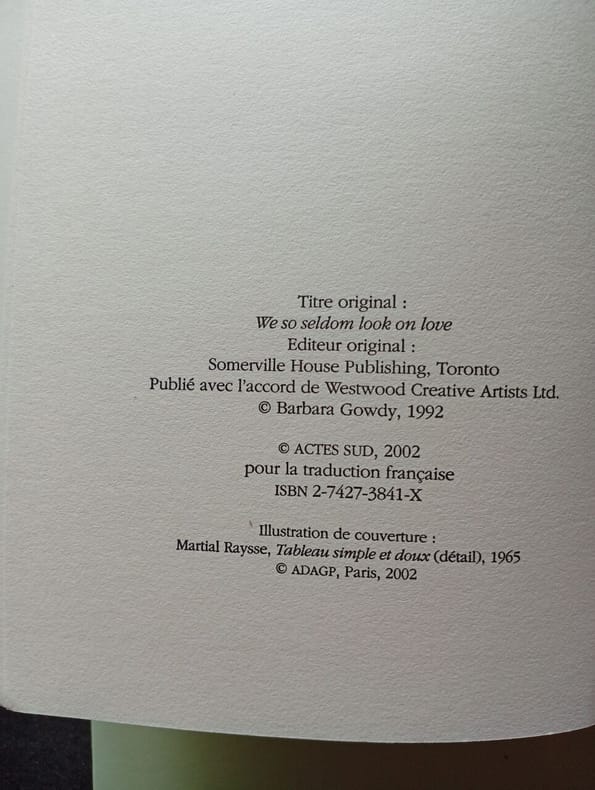 Titre original :
We so seldom look on love
Editeur original :
Somerville House Publishing, Toronto
Publié avec l'accord de Westwood Creative Artists Ltd.
© Barbara Gowdy, 1992
© ACTES SUD, 2002
pour la traduction française
ISBN 2-7427-3841-X
Illustration de couverture :
Martial Raysse, Tableau simple et doux (détail), 1965
© ADAGP, Paris, 2002